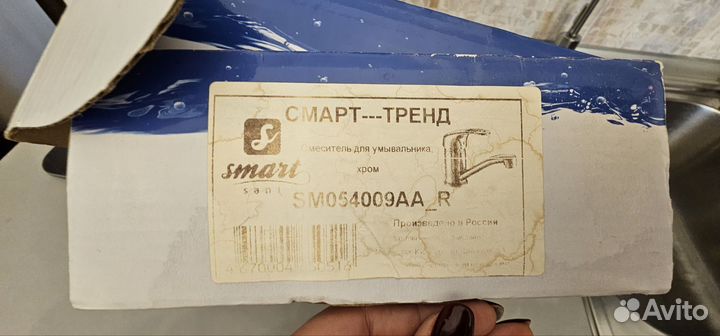 СМАРТ---ТРЕНД
Смеситель для умывальника,
хром
smart
sani
SM054009AA_R
Произведено в России
Avito